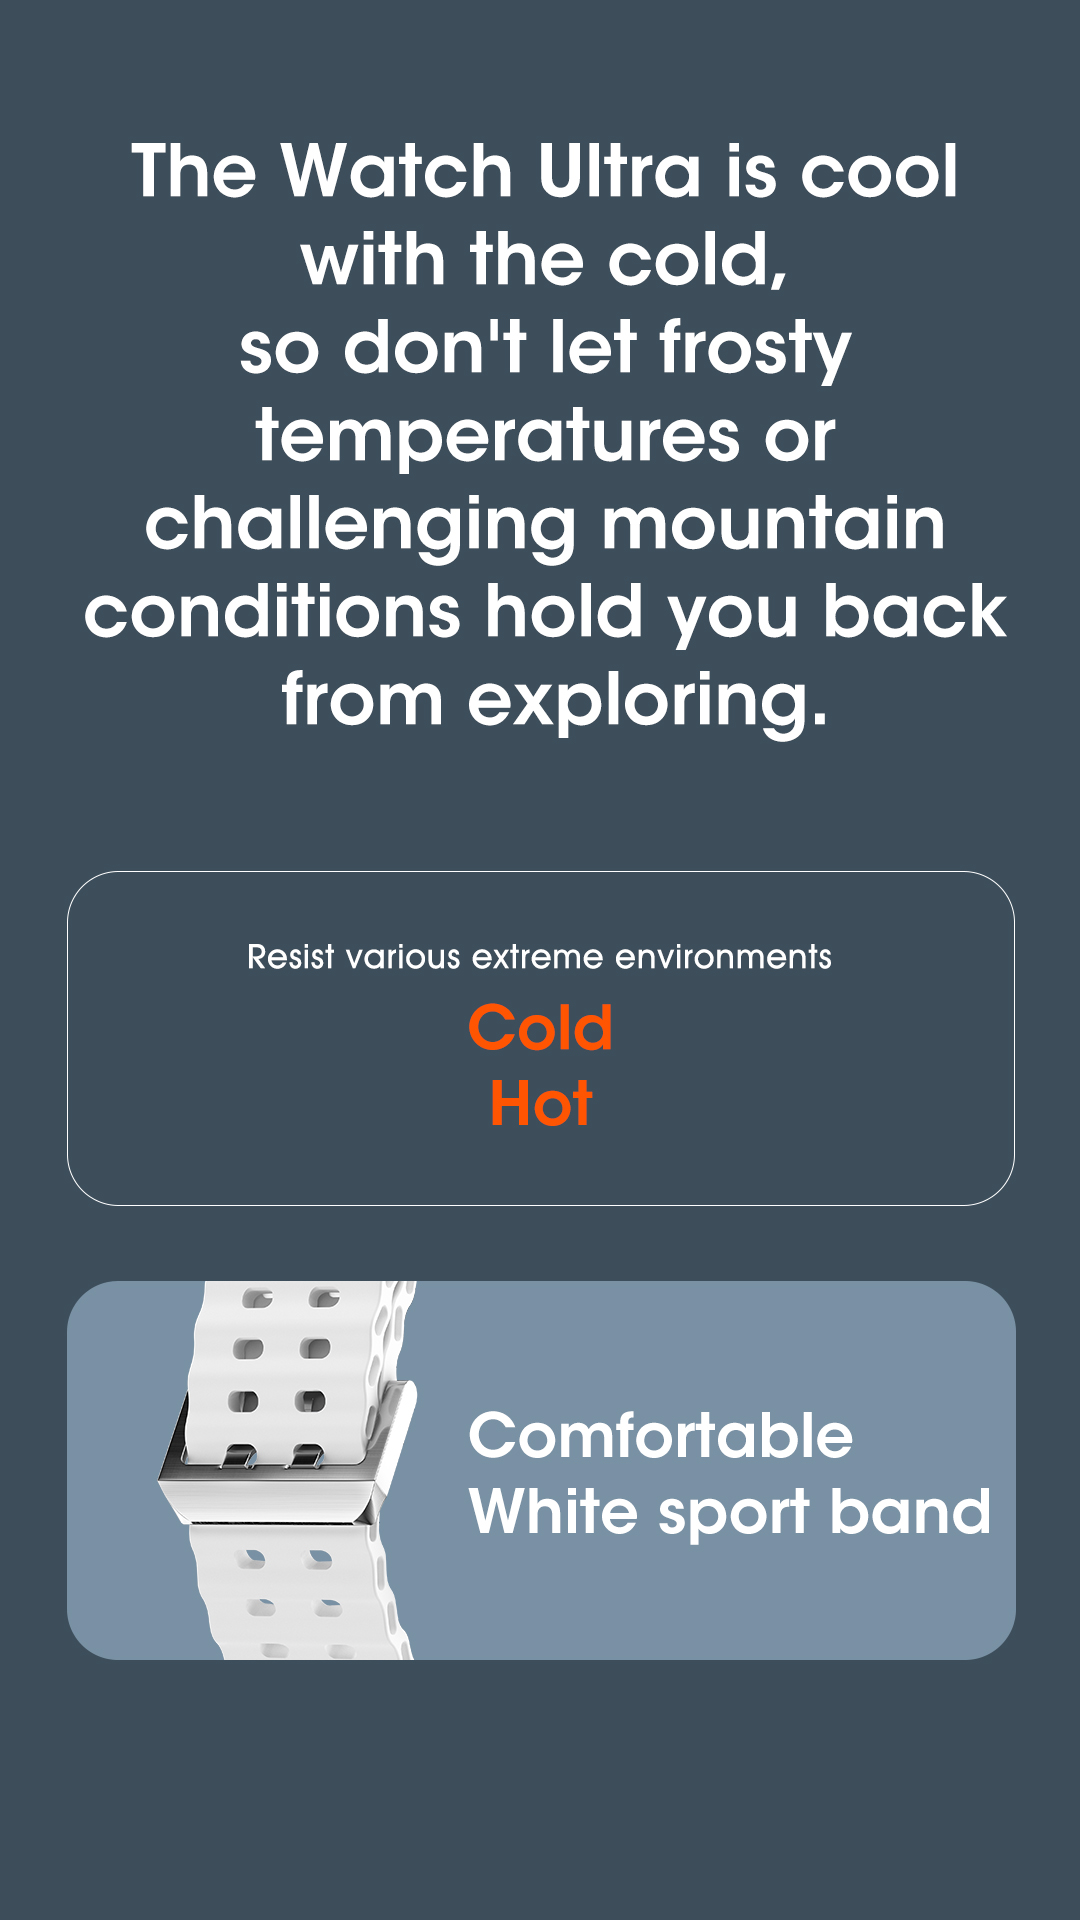 The Watch Ultra is cool
with the cold,
so don't let frosty
temperatures or
challenging mountain
conditions hold you back
from exploring.
Resist various extreme environments
Cold
Hot
Comfortable
White sport band